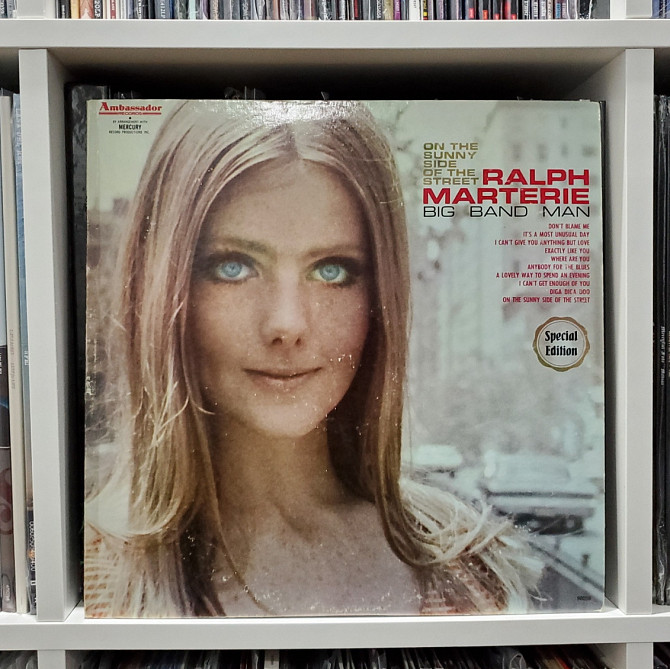 Ambassador
MERCURY
RECORD PRODUCTIONS, INC.
ON THE
SUNNY
SIDE
OF THE
STREET
RALPH
MARTERIE
BIG BAND MAN
DON'T BLAME ME
IT'S A MOST UNUSUAL DAY
I CAN'T GIVE YOU ANYTHING BUT LOVE
EXACTLY LIKE YOU
WHERE ARE YOU
ANYBODY FOR THE BLUES
A LOVELY WAY TO SPEND AN EVENING
I CAN'T GET ENOUGH OF YOU
DIGA DIGA DOO
ON THE SUNNY SIDE OF THE STREET
Special
Edition